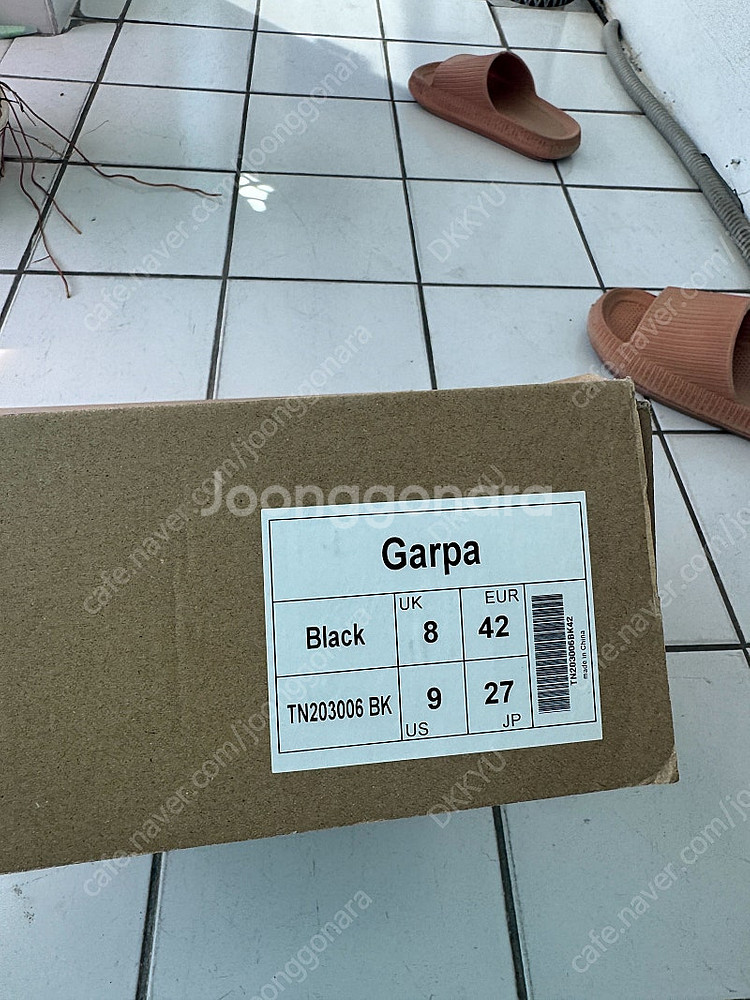 Joonggonara
Garpa
Black
UK
8
EUR
42
TN203006 BK
9
US
27
JP
TN203006BK42
made in China
cafe.naver.com/joonggonara
DKKYU